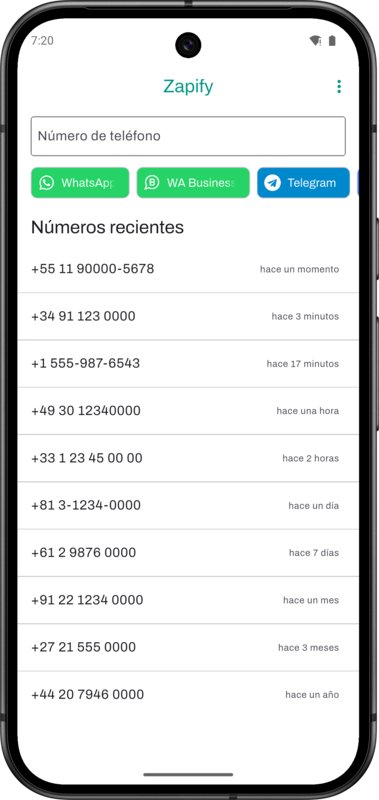 7:20
Zapify
Número de teléfono
WhatsApp WA Business Telegram
Números recientes
+55 11 90000-5678 hace un momento
+34 91 123 0000 hace 3 minutos
+1 555-987-6543 hace 17 minutos
+49 30 12340000 hace una hora
+33 1 23 45 00 00 hace 2 horas
+81 3-1234-0000 hace un día
+61 2 9876 0000 hace 7 días
+91 22 1234 0000 hace un mes
+27 21 555 0000 hace 3 meses
+44 20 7946 0000 hace un año